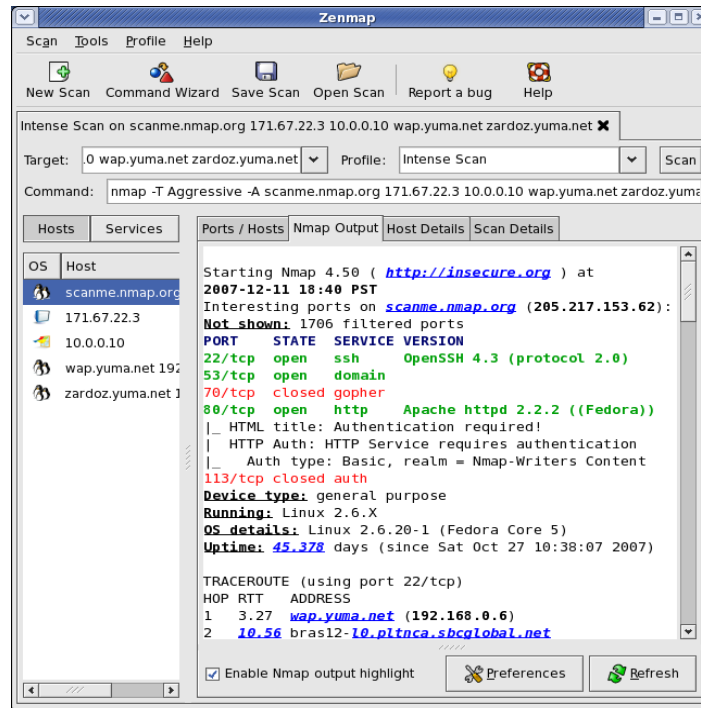 Zenmap
Scan Tools Profile Help
New Scan Command Wizard Save Scan Open Scan Report a bug Help
Intense Scan on scanme.nmap.org 171.67.22.3 10.0.0.10 wap.yuma.net zardoz.yuma.net
Target: .0 wap.yuma.net zardoz.yuma.net Profile: Intense Scan Scan
Command: nmap -T Aggressive -A scanme.nmap.org 171.67.22.3 10.0.0.10 wap.yuma.net zardoz.yuma
Hosts Services
OS Host
scanme.nmap.org
171.67.22.3
10.0.0.10
wap.yuma.net 192
zardoz.yuma.net 1
Ports / Hosts Nmap Output Host Details Scan Details
Starting Nmap 4.50 ( http://insecure.org ) at
2007-12-11 18:40 PST
Interesting ports on scanme.nmap.org (205.217.153.62):
Not shown: 1706 filtered ports
PORT STATE SERVICE VERSION
22/tcp open ssh OpenSSH 4.3 (protocol 2.0)
53/tcp open domain
70/tcp closed gopher
80/tcp open http Apache httpd 2.2.2 ((Fedora))
|_ HTML title: Authentication required!
| HTTP Auth: HTTP Service requires authentication
|_ Auth type: Basic, realm = Nmap-Writers Content
113/tcp closed auth
Device type: general purpose
Running: Linux 2.6.X
OS details: Linux 2.6.20-1 (Fedora Core 5)
Uptime: 45.378 days (since Sat Oct 27 10:38:07 2007)
TRACEROUTE (using port 22/tcp)
HOP RTT ADDRESS
1 3.27 wap.yuma.net (192.168.0.6)
2 10.56 bras12-l0.pltnca.sbcglobal.net
Enable Nmap output highlight Preferences Refresh